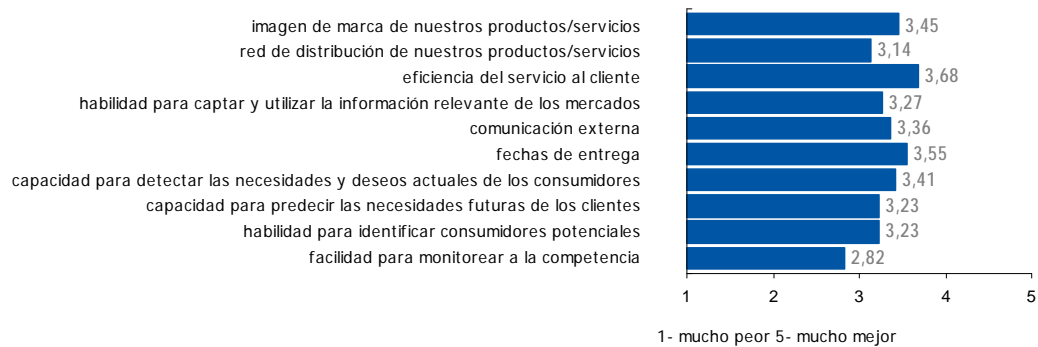 imagen de marca de nuestros productos/servicios 3,45
red de distribución de nuestros productos/servicios 3,14
eficiencia del servicio al cliente 3,68
habilidad para captar y utilizar la información relevante de los mercados 3,27
comunicación externa 3,36
fechas de entrega 3,55
capacidad para detectar las necesidades y deseos actuales de los consumidores 3,41
capacidad para predecir las necesidades futuras de los clientes 3,23
habilidad para identificar consumidores potenciales 3,23
facilidad para monitorear a la competencia 2,82
1 2 3 4 5
1- mucho peor 5- mucho mejor